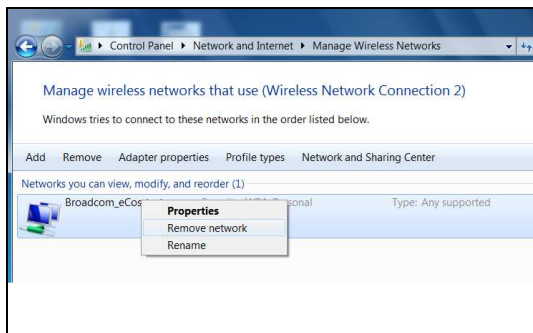 Control Panel ▸ Network and Internet ▸ Manage Wireless Networks
Manage wireless networks that use (Wireless Network Connection 2)
Windows tries to connect to these networks in the order listed below.
Add Remove Adapter properties Profile types Network and Sharing Center
Networks you can view, modify, and reorder (1)
Type: Any supported
Properties
Remove network
Rename